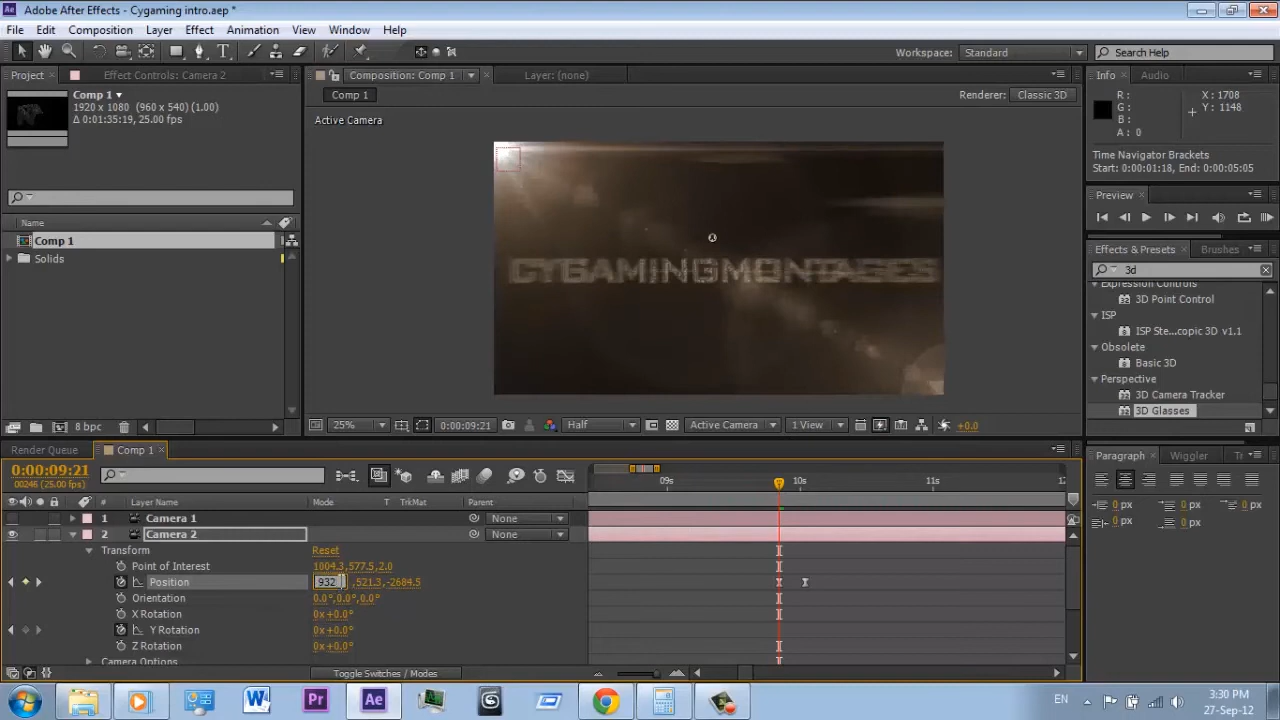 Adobe After Effects - Cygaming intro.aep *
File Edit Composition Layer Effect Animation View Window Help
Workspace: Standard Search Help
Project Effect Controls: Camera 2 Composition: Comp 1 Layer: (none) Info Audio
Comp 1
1920 x 1080 (960 x 540) (1.00)
Δ 0:01:35:19, 25.00 fps
Comp 1 Renderer: Classic 3D
Active Camera
R: X: 1708
G: Y: 1148
B:
A: 0
Time Navigator Brackets
Start: 0:00:01:18, End: 0:00:05:05
Preview
Name
Comp 1
Solids
CYGAMINGMONTAGES
Effects & Presets Brushes
3d
Expression Controls
3D Point Control
ISP
ISP Ste...copic 3D v1.1
Obsolete
Basic 3D
Perspective
3D Camera Tracker
3D Glasses
8 bpc
25% 0:00:09:21 Half Active Camera 1 View +0.0
Render Queue Comp 1
Paragraph Wiggler
0:00:09:21
00246 (25.00 fps)
# Layer Name Mode T TrkMat Parent
09s 10s 11s 12
1 Camera 1 None
2 Camera 2 None
Transform Reset
Point of Interest 1004.3,577.5,2.0
Position 932 ,521.3,-2684.5
Orientation 0.0°,0.0°,0.0°
X Rotation 0x+0.0°
Y Rotation 0x+0.0°
Z Rotation 0x+0.0°
Camera Options
Toggle Switches / Modes
0 px 0 px 0 px
0 px 0 px
EN 3:30 PM
27-Sep-12